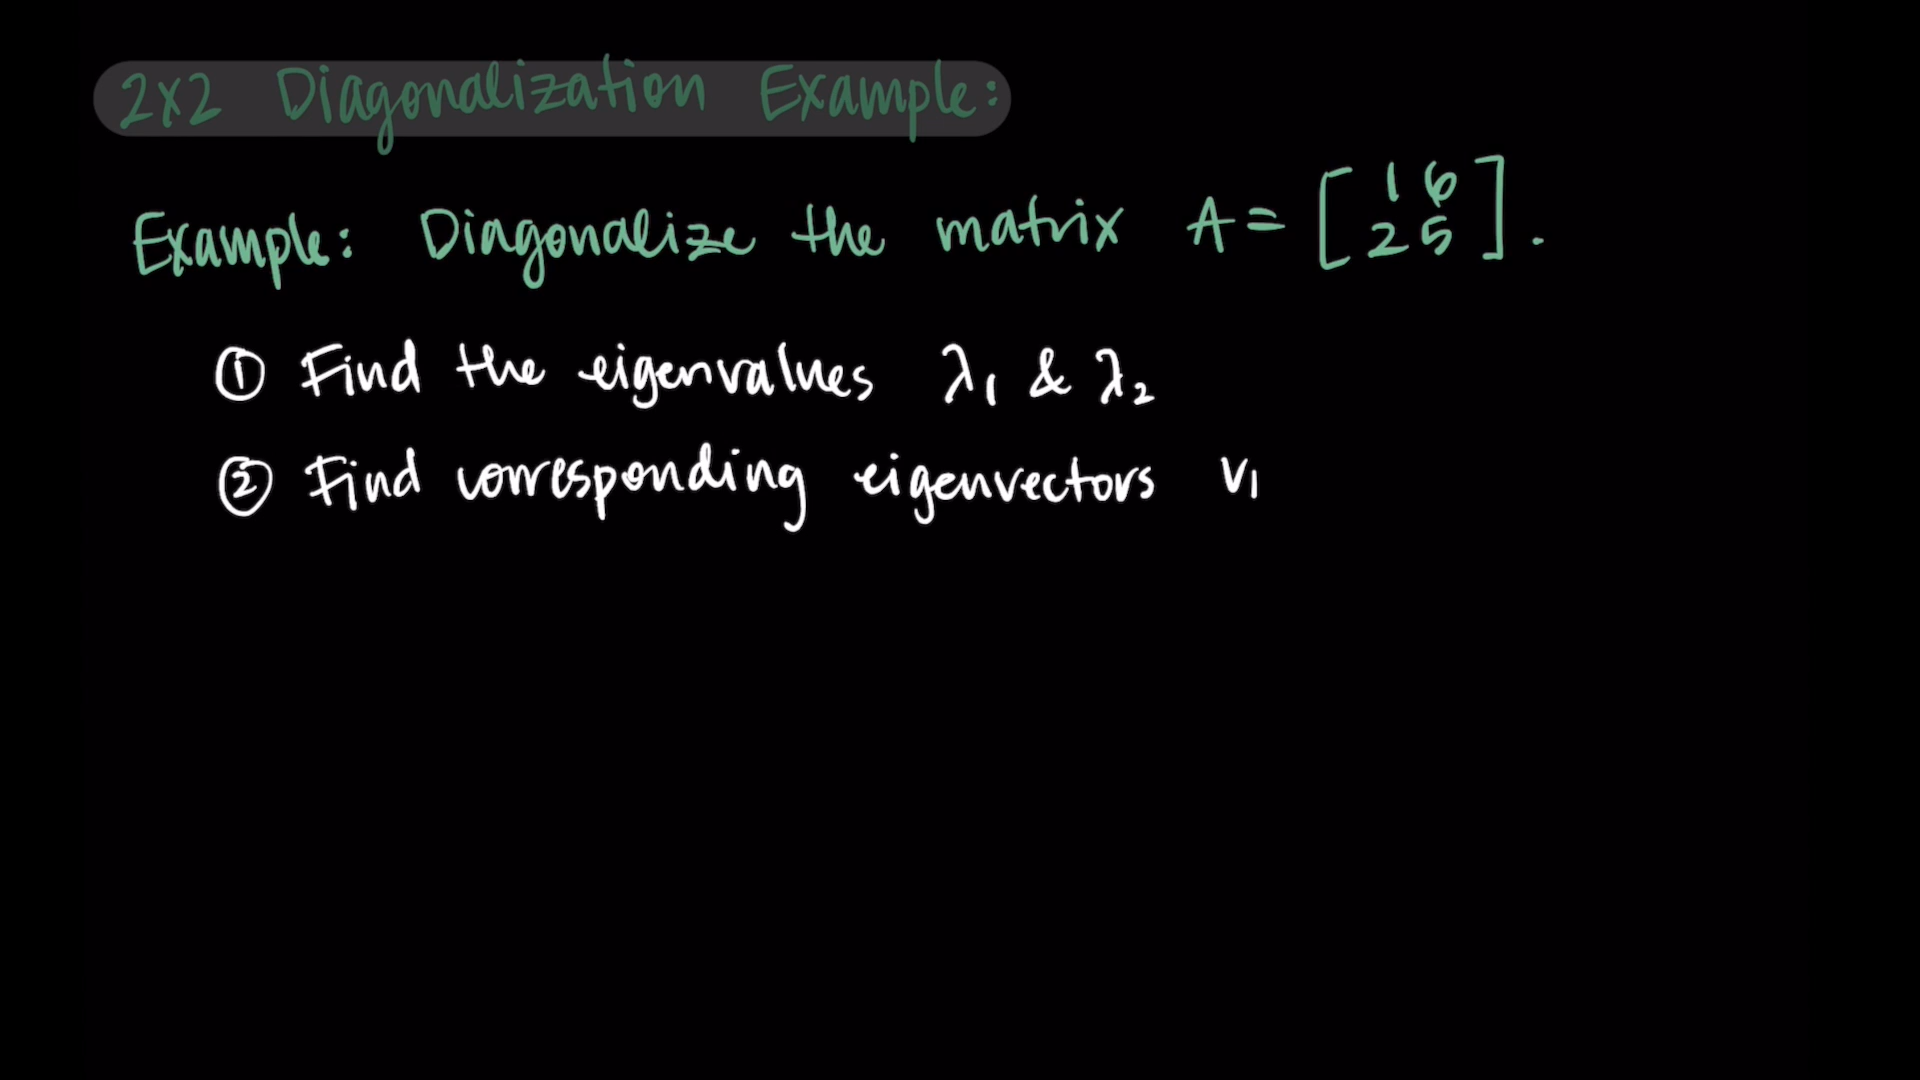 2x2 Diagonalization Example:
Example: Diagonalize the matrix A = [ 1 6
2 5 ].
① Find the eigenvalues λ₁ & λ₂
② Find corresponding eigenvectors v₁